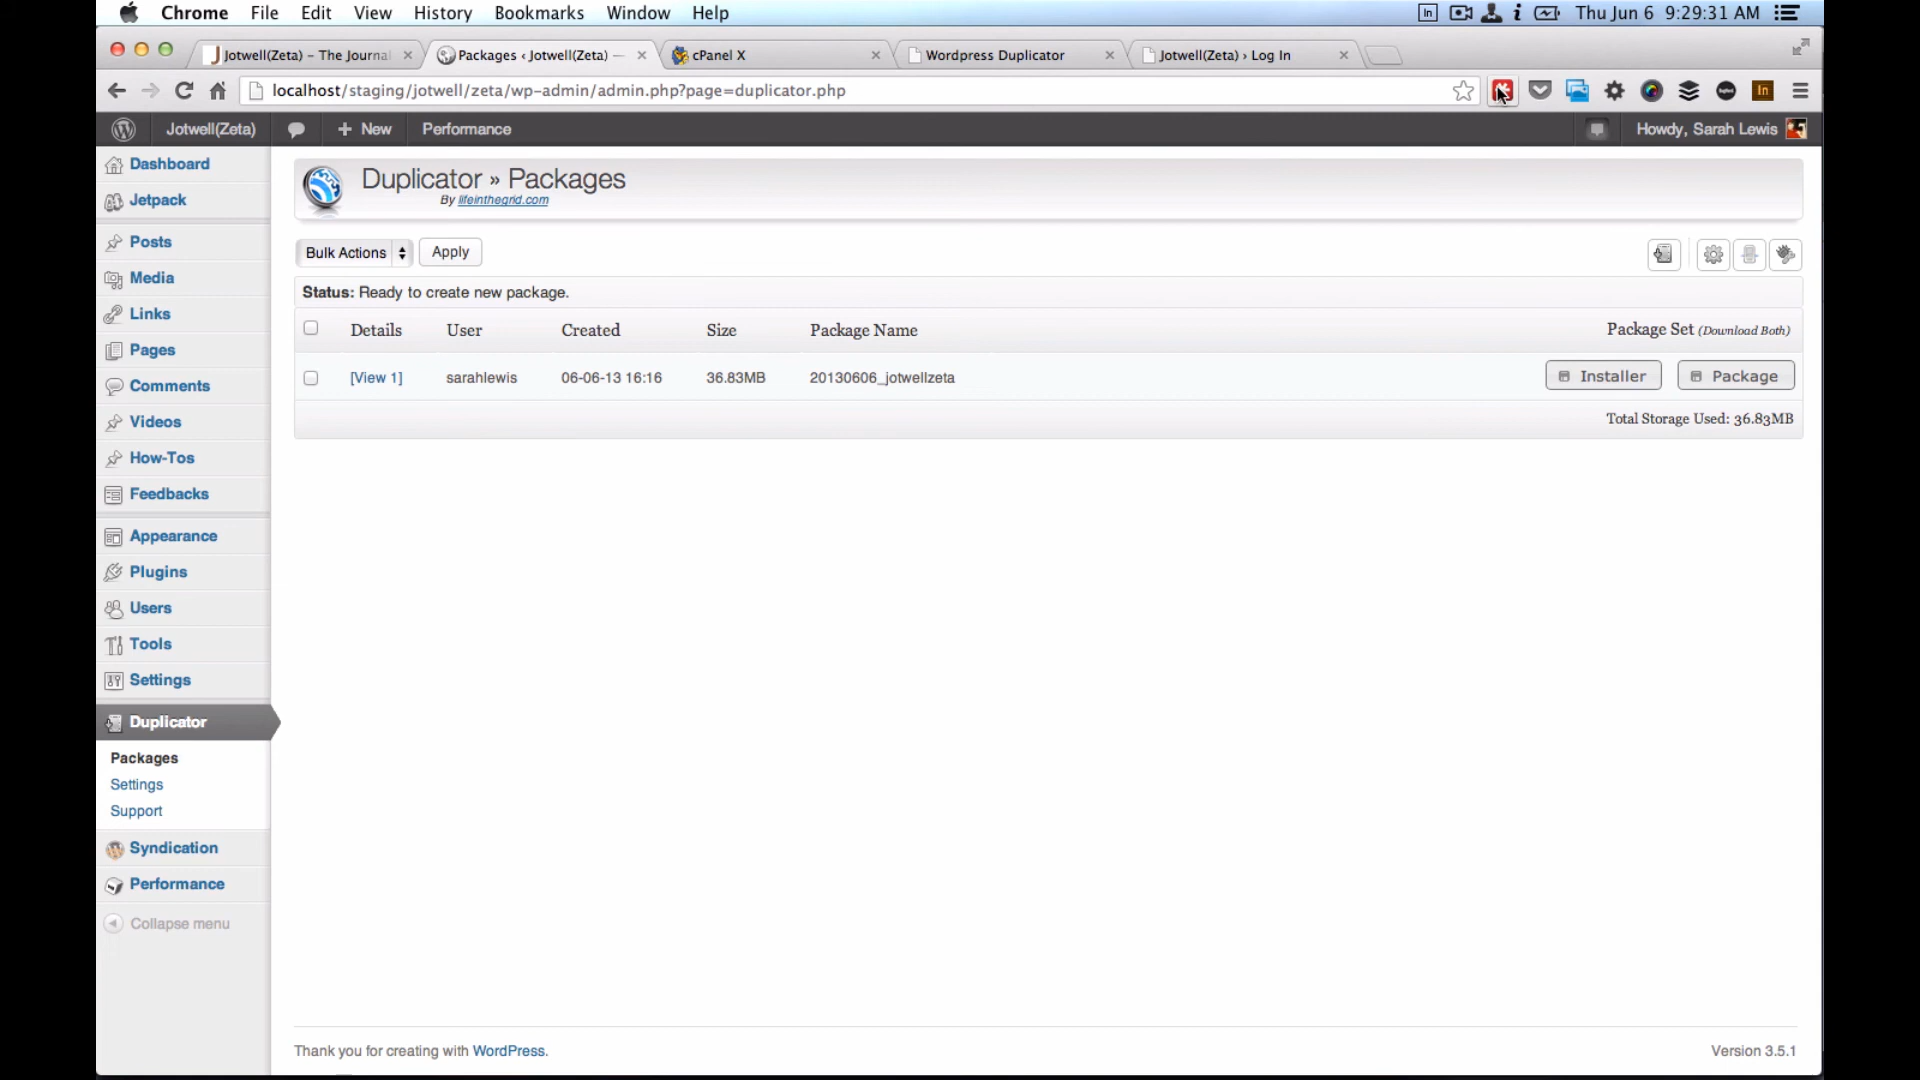 Chrome File Edit View History Bookmarks Window Help In Thu Jun 6 9:29:31 AM
Jotwell(Zeta) – The Journal Packages ‹ Jotwell(Zeta) — cPanel X Wordpress Duplicator Jotwell(Zeta) › Log In
localhost/staging/jotwell/zeta/wp-admin/admin.php?page=duplicator.php In
Jotwell(Zeta) + New Performance Howdy, Sarah Lewis
Dashboard
Jetpack
Posts
Media
Links
Pages
Comments
Videos
How-Tos
Feedbacks
Appearance
Plugins
Users
Tools
Settings
Duplicator
Packages
Settings
Support
Syndication
Performance
Collapse menu
Duplicator » Packages
By lifeinthegrid.com
Bulk Actions Apply
Status: Ready to create new package.
Details User Created Size Package Name Package Set (Download Both)
[View 1] sarahlewis 06-06-13 16:16 36.83MB 20130606_jotwellzeta Installer Package
Total Storage Used: 36.83MB
Thank you for creating with WordPress. Version 3.5.1